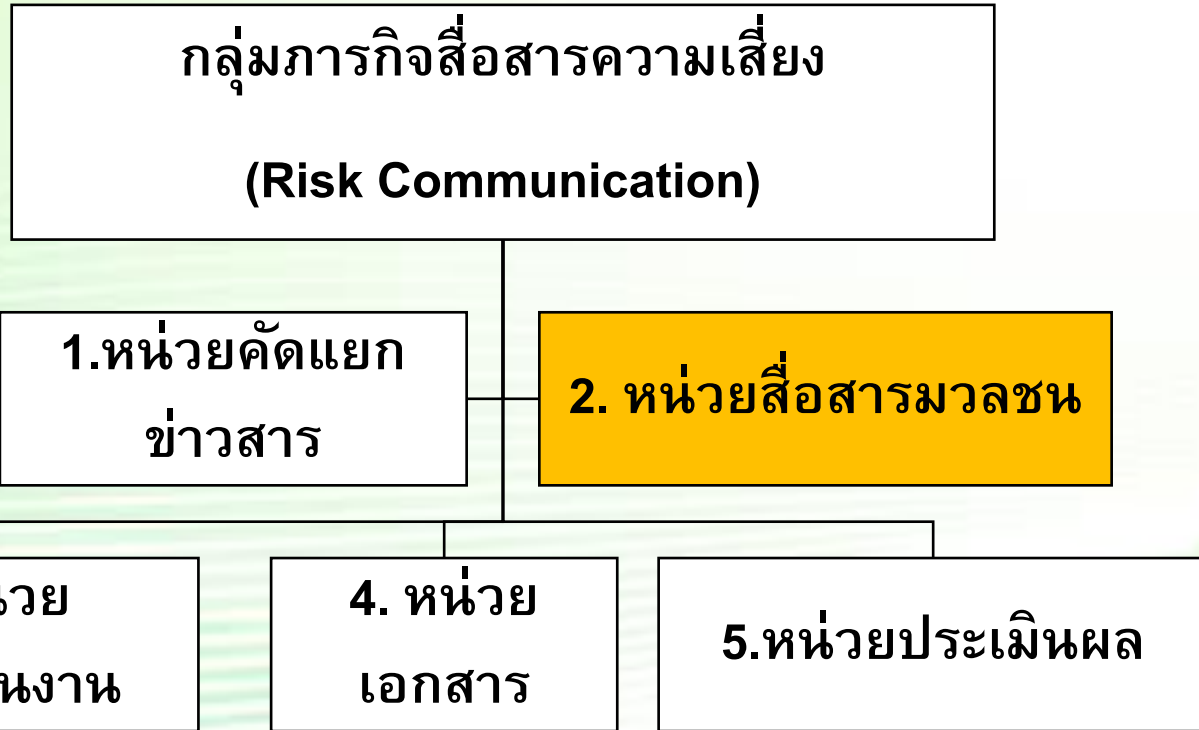 กลุ่มภารกิจสื่อสารความเสี่ยง
(Risk Communication)
1.หน่วยคัดแยก
ข่าวสาร
2. หน่วยสื่อสารมวลชน
4. หน่วย
เอกสาร
5.หน่วยประเมินผล